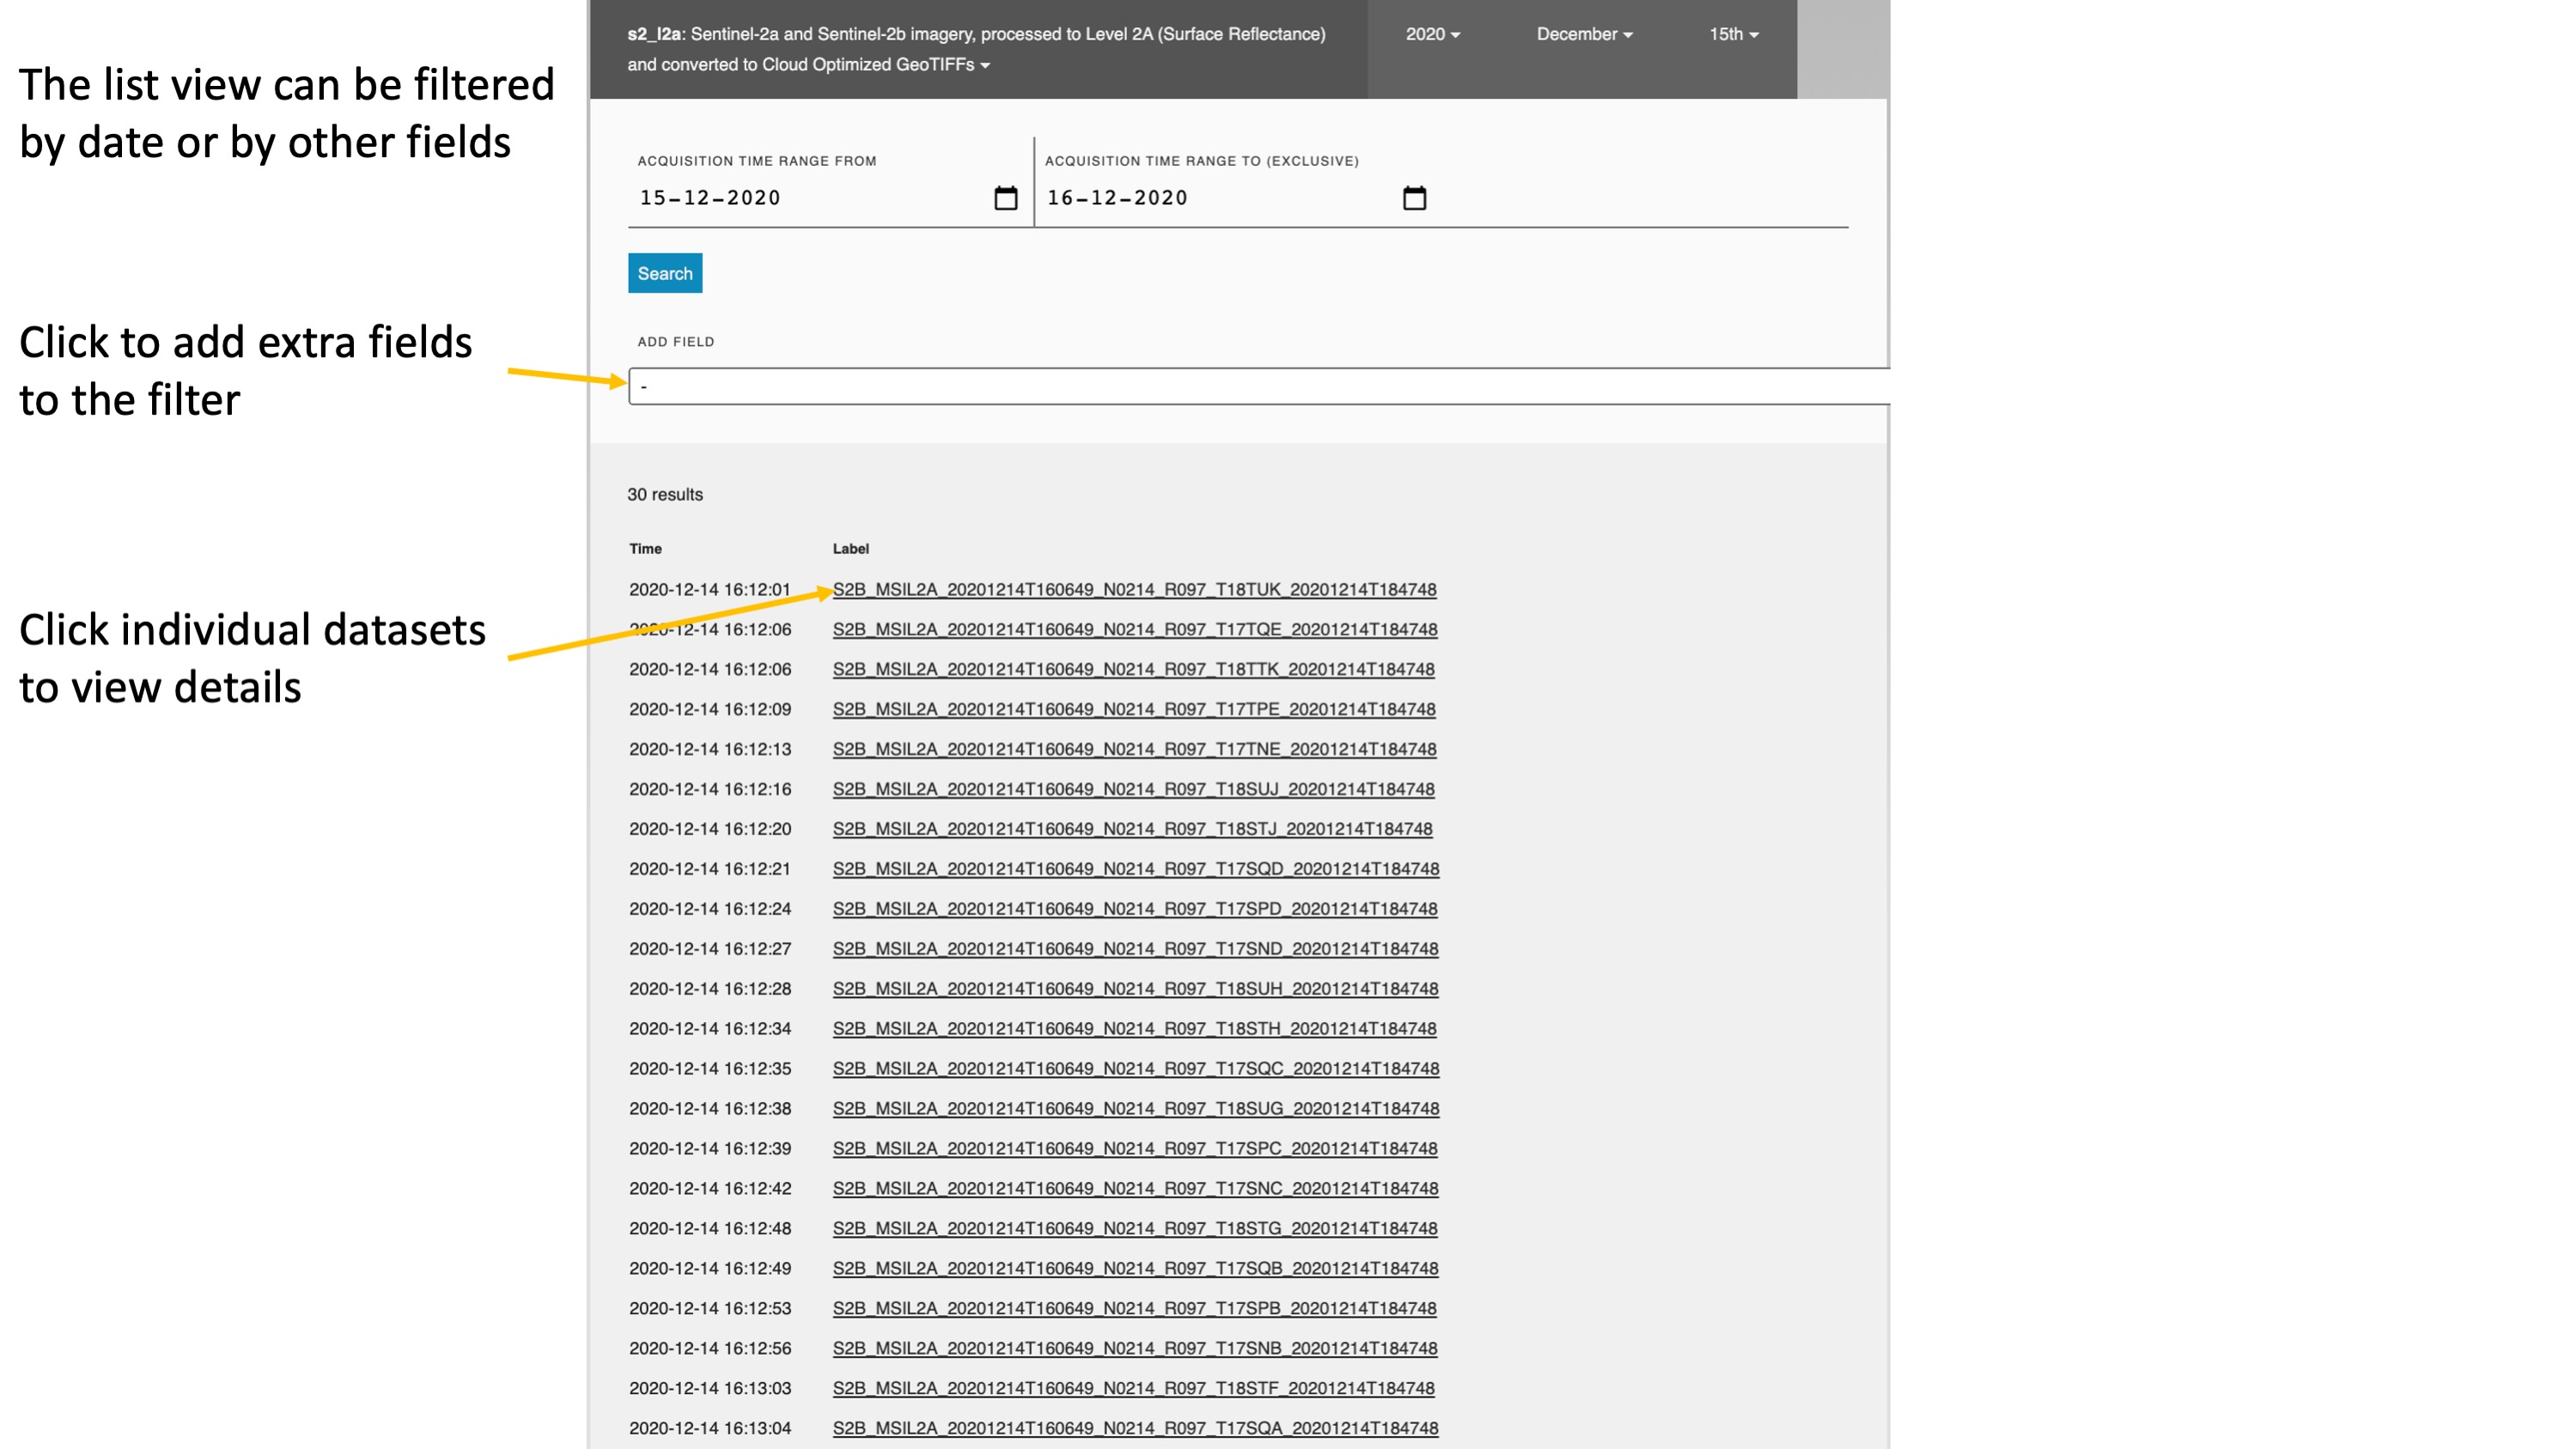 The list view can be filtered
by date or by other fields
Click to add extra fields
to the filter
Click individual datasets
to view details
s2_l2a: Sentinel-2a and Sentinel-2b imagery, processed to Level 2A (Surface Reflectance)
and converted to Cloud Optimized GeoTIFFs
2020
December
15th
ACQUISITION TIME RANGE FROM
15-12-2020
ACQUISITION TIME RANGE TO (EXCLUSIVE)
16-12-2020
Search
ADD FIELD
-
30 results
Time Label
2020-12-14 16:12:01 S2B_MSIL2A_20201214T160649_N0214_R097_T18TUK_20201214T184748
2020-12-14 16:12:06 S2B_MSIL2A_20201214T160649_N0214_R097_T17TQE_20201214T184748
2020-12-14 16:12:06 S2B_MSIL2A_20201214T160649_N0214_R097_T18TTK_20201214T184748
2020-12-14 16:12:09 S2B_MSIL2A_20201214T160649_N0214_R097_T17TPE_20201214T184748
2020-12-14 16:12:13 S2B_MSIL2A_20201214T160649_N0214_R097_T17TNE_20201214T184748
2020-12-14 16:12:16 S2B_MSIL2A_20201214T160649_N0214_R097_T18SUJ_20201214T184748
2020-12-14 16:12:20 S2B_MSIL2A_20201214T160649_N0214_R097_T18STJ_20201214T184748
2020-12-14 16:12:21 S2B_MSIL2A_20201214T160649_N0214_R097_T17SQD_20201214T184748
2020-12-14 16:12:24 S2B_MSIL2A_20201214T160649_N0214_R097_T17SPD_20201214T184748
2020-12-14 16:12:27 S2B_MSIL2A_20201214T160649_N0214_R097_T17SND_20201214T184748
2020-12-14 16:12:28 S2B_MSIL2A_20201214T160649_N0214_R097_T18SUH_20201214T184748
2020-12-14 16:12:34 S2B_MSIL2A_20201214T160649_N0214_R097_T18STH_20201214T184748
2020-12-14 16:12:35 S2B_MSIL2A_20201214T160649_N0214_R097_T17SQC_20201214T184748
2020-12-14 16:12:38 S2B_MSIL2A_20201214T160649_N0214_R097_T18SUG_20201214T184748
2020-12-14 16:12:39 S2B_MSIL2A_20201214T160649_N0214_R097_T17SPC_20201214T184748
2020-12-14 16:12:42 S2B_MSIL2A_20201214T160649_N0214_R097_T17SNC_20201214T184748
2020-12-14 16:12:48 S2B_MSIL2A_20201214T160649_N0214_R097_T18STG_20201214T184748
2020-12-14 16:12:49 S2B_MSIL2A_20201214T160649_N0214_R097_T17SQB_20201214T184748
2020-12-14 16:12:53 S2B_MSIL2A_20201214T160649_N0214_R097_T17SPB_20201214T184748
2020-12-14 16:12:56 S2B_MSIL2A_20201214T160649_N0214_R097_T17SNB_20201214T184748
2020-12-14 16:13:03 S2B_MSIL2A_20201214T160649_N0214_R097_T18STF_20201214T184748
2020-12-14 16:13:04 S2B_MSIL2A_20201214T160649_N0214_R097_T17SQA_20201214T184748